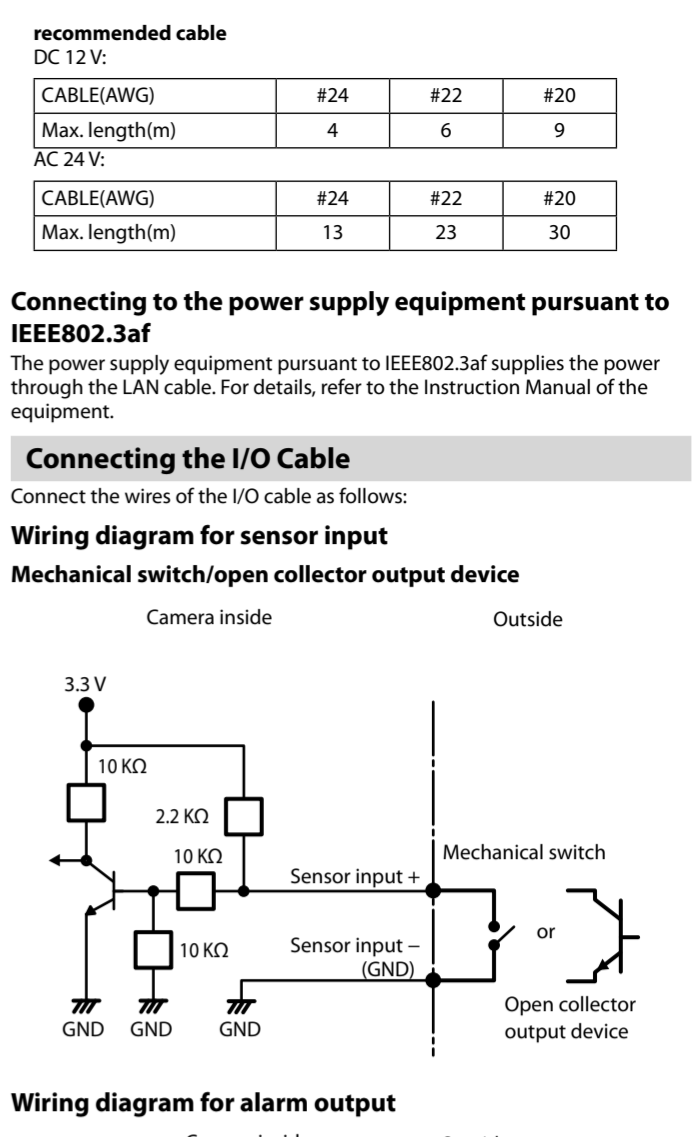 recommended cable
DC 12 V:
CABLE(AWG) #24 #22 #20
Max. length(m) 4 6 9
AC 24 V:
CABLE(AWG) #24 #22 #20
Max. length(m) 13 23 30
Connecting to the power supply equipment pursuant to
IEEE802.3af
The power supply equipment pursuant to IEEE802.3af supplies the power
through the LAN cable. For details, refer to the Instruction Manual of the
equipment.
Connecting the I/O Cable
Connect the wires of the I/O cable as follows:
Wiring diagram for sensor input
Mechanical switch/open collector output device
Camera inside Outside
3.3 V
10 KΩ
2.2 KΩ
10 KΩ
Mechanical switch
Sensor input +
or
10 KΩ
Sensor input −
(GND)
Open collector
output device
GND GND GND
Wiring diagram for alarm output